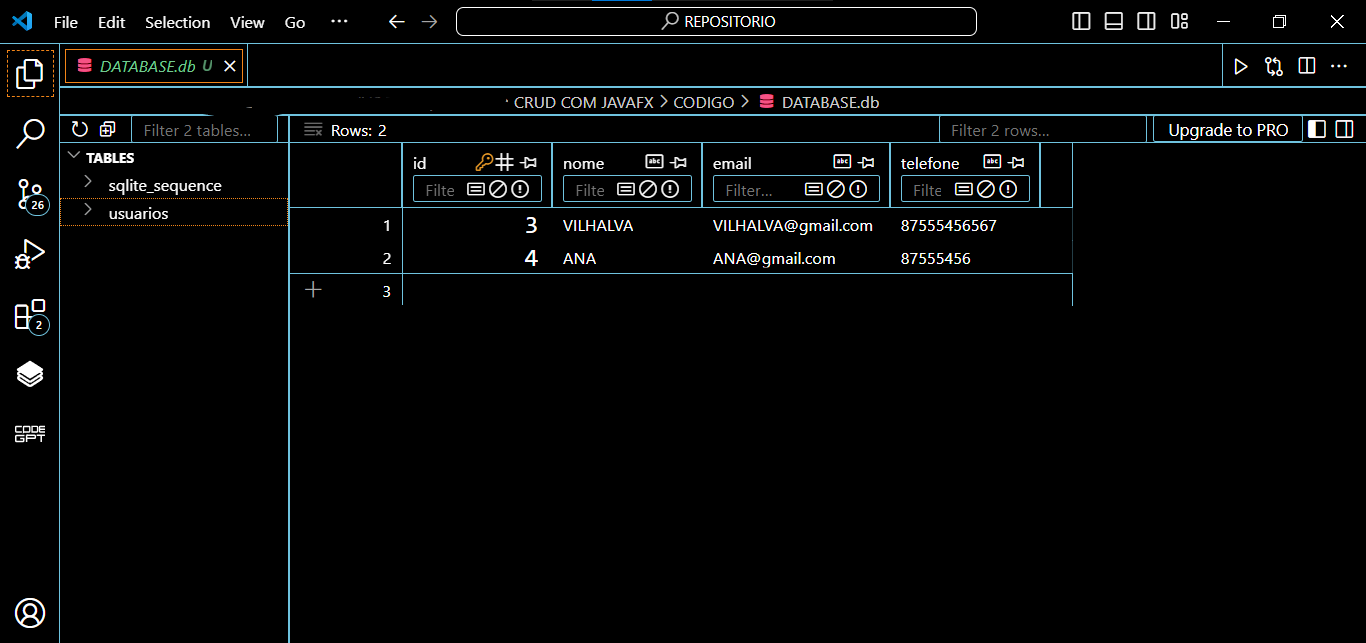 File Edit Selection View Go ··· REPOSITORIO
DATABASE.db U
CRUD COM JAVAFX > CODIGO > DATABASE.db
Filter 2 tables... Rows: 2 Filter 2 rows... Upgrade to PRO
TABLES
sqlite_sequence
usuarios
26
2
CODE
GPT
id nome email telefone
Filte Filte Filter... Filte
1 3 VILHALVA VILHALVA@gmail.com 87555456567
2 4 ANA ANA@gmail.com 87555456
3